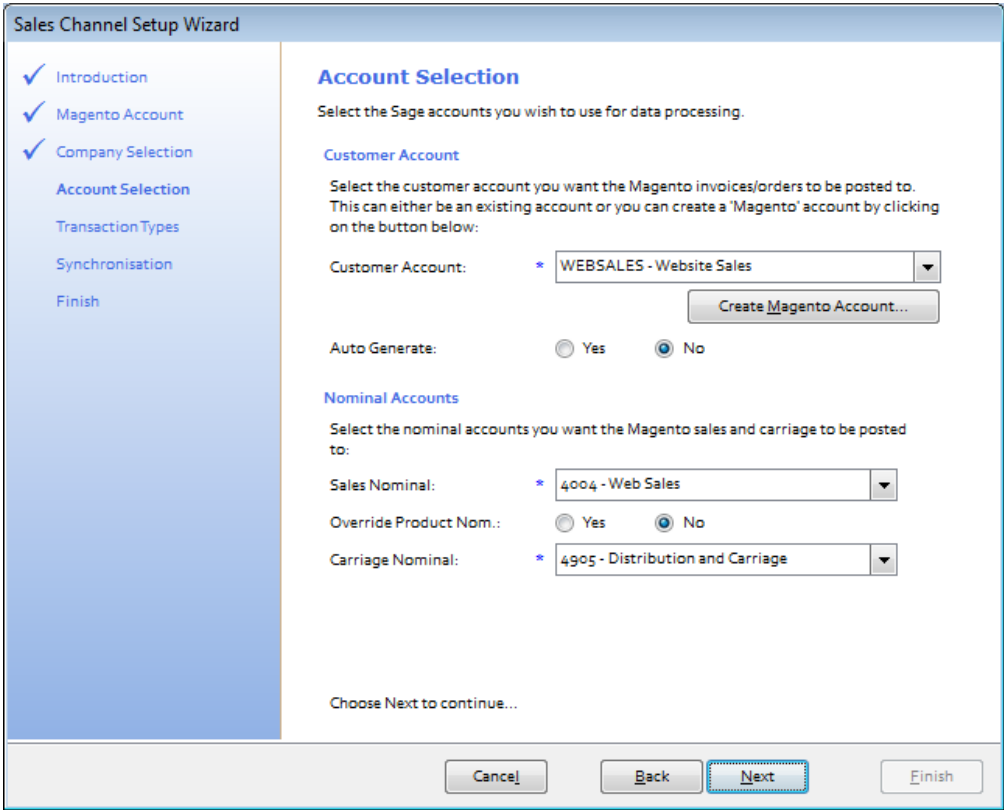 Sales Channel Setup Wizard
Introduction
Magento Account
Company Selection
Account Selection
Transaction Types
Synchronisation
Finish
Account Selection
Select the Sage accounts you wish to use for data processing.
Customer Account
Select the customer account you want the Magento invoices/orders to be posted to.
This can either be an existing account or you can create a 'Magento' account by clicking
on the button below:
Customer Account: * WEBSALES - Website Sales
Create Magento Account...
Auto Generate: Yes No
Nominal Accounts
Select the nominal accounts you want the Magento sales and carriage to be posted
to:
Sales Nominal: * 4004 - Web Sales
Override Product Nom.: Yes No
Carriage Nominal: * 4905 - Distribution and Carriage
Choose Next to continue...
Cancel Back Next Finish